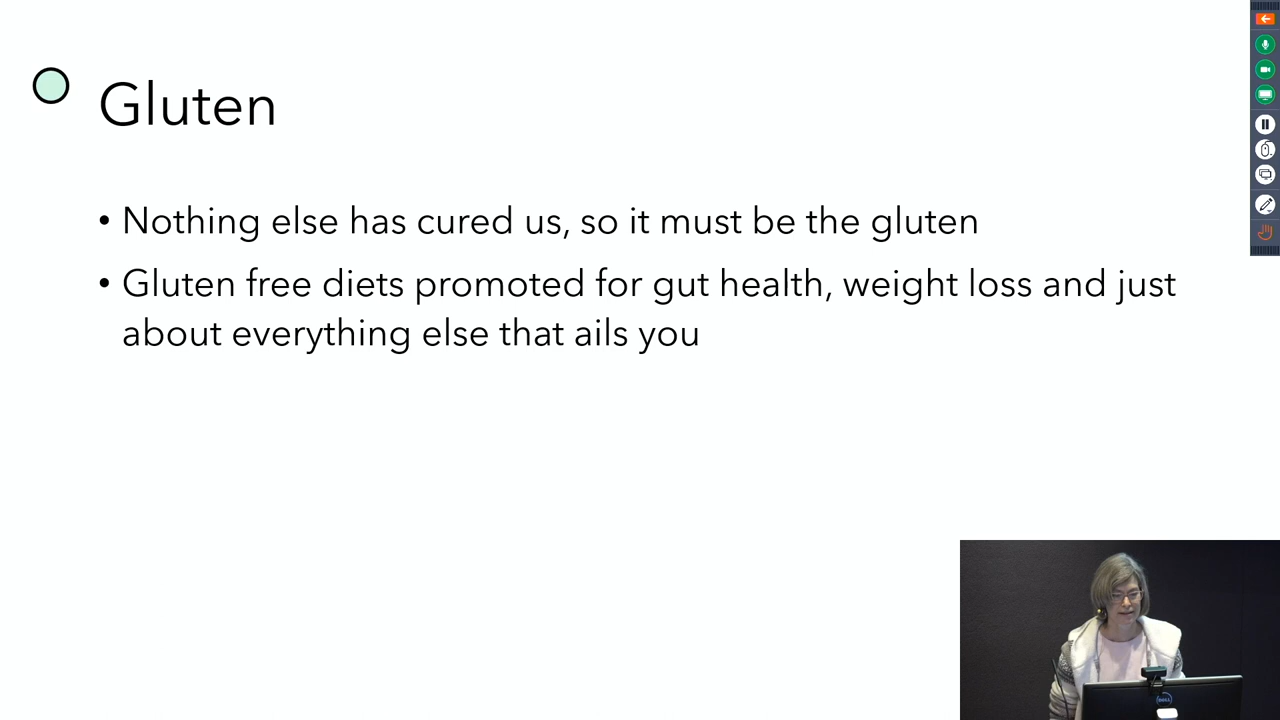 Gluten
• Nothing else has cured us, so it must be the gluten
• Gluten free diets promoted for gut health, weight loss and just
about everything else that ails you
DELL